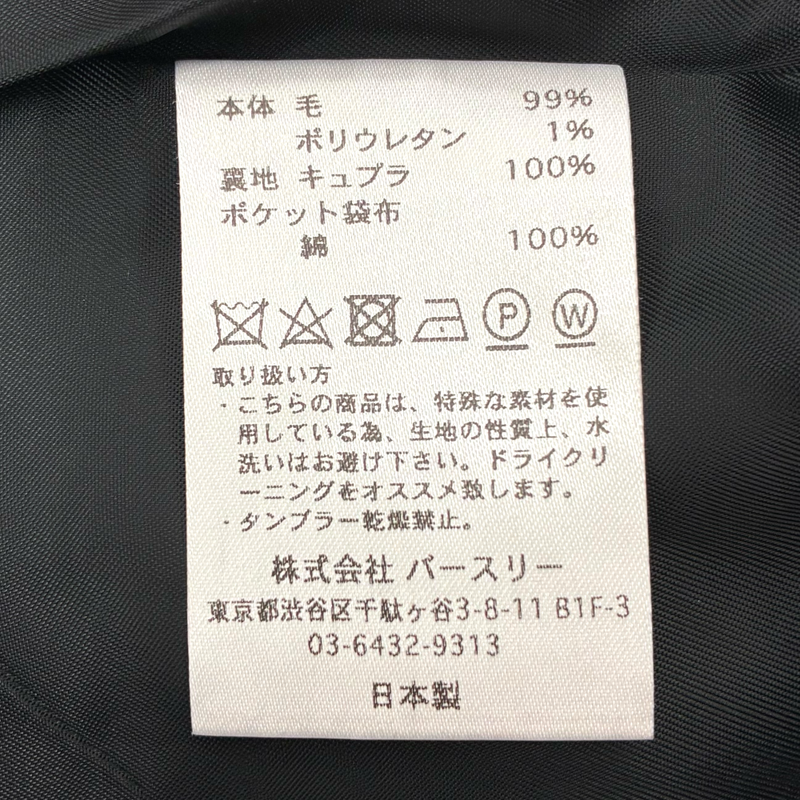 本体 毛 99%
ポリウレタン 1%
裏地 キュプラ 100%
ポケット袋布
綿 100%
P W
取り扱い方
・こちらの商品は、特殊な素材を使
用している為、生地の性質上、水
洗いはお避け下さい。ドライクリ
ーニングをオススメ致します。
・タンブラー乾燥禁止。
株式会社 バースリー
東京都渋谷区千駄ヶ谷3-8-11 B1F-3
03-6432-9313
日本製